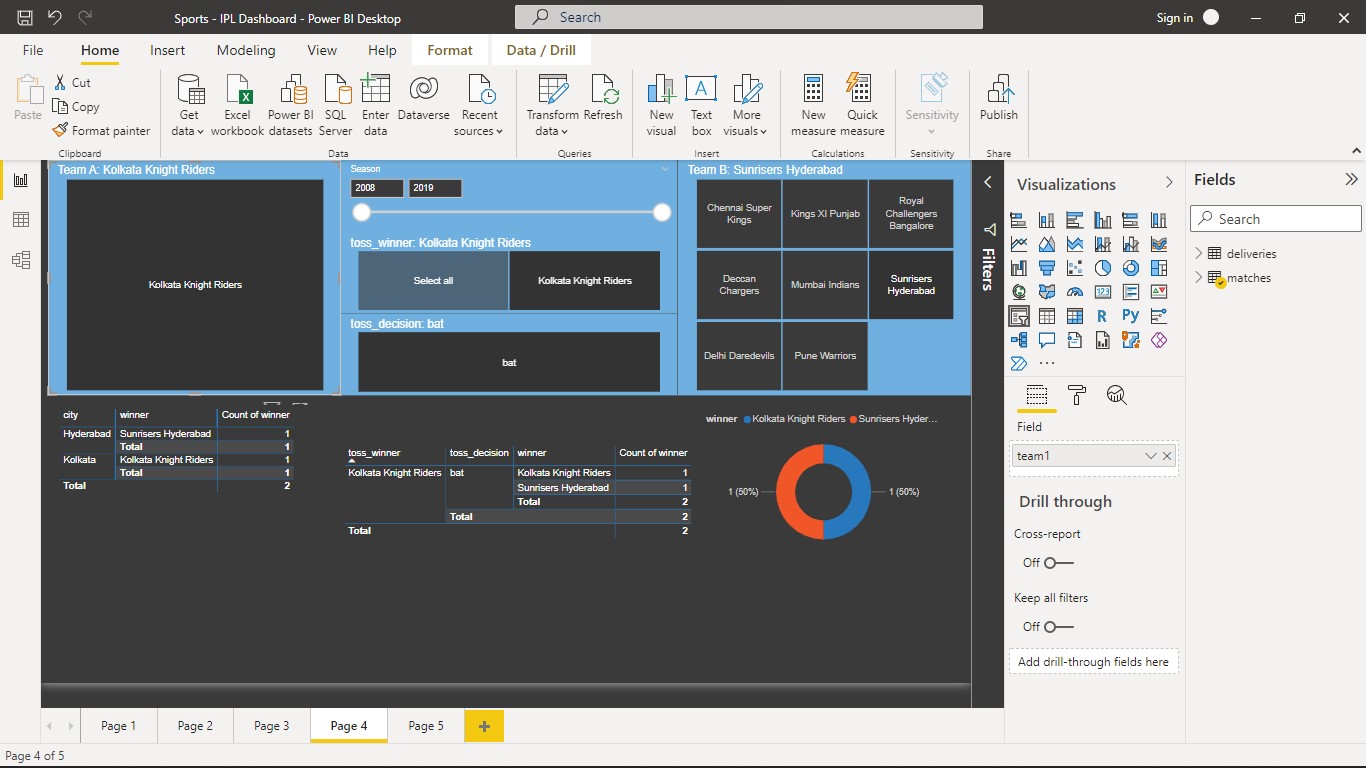 Sports - IPL Dashboard - Power BI Desktop
Search
Sign in
File Home Insert Modeling View Help Format Data / Drill
Paste
Cut
Copy
Format painter
Clipboard
Get data
Excel workbook
Power BI datasets
SQL Server
Enter data
Dataverse
Recent sources
Data
Transform data
Refresh
Queries
New visual
Text box
More visuals
Insert
New measure
Quick measure
Calculations
Sensitivity
Sensitivity
Publish
Share
Team A: Kolkata Knight Riders
Kolkata Knight Riders
Season
2008 2019
toss_winner: Kolkata Knight Riders
Select all Kolkata Knight Riders
toss_decision: bat
bat
Team B: Sunrisers Hyderabad
Chennai Super Kings
Kings XI Punjab
Royal Challengers Bangalore
Deccan Chargers
Mumbai Indians
Sunrisers Hyderabad
Delhi Daredevils
Pune Warriors
city winner Count of winner
Hyderabad Sunrisers Hyderabad 1
Total 1
Kolkata Kolkata Knight Riders 1
Total 1
Total 2
toss_winner toss_decision winner Count of winner
Kolkata Knight Riders bat Kolkata Knight Riders 1
Sunrisers Hyderabad 1
Total 2
Total 2
Total 2
winner Kolkata Knight Riders Sunrisers Hyder...
1 (50%) 1 (50%)
Filters
Visualizations
123
R Py
Field
team1
Drill through
Cross-report
Off
Keep all filters
Off
Add drill-through fields here
Fields
Search
deliveries
matches
Page 1 Page 2 Page 3 Page 4 Page 5 +
Page 4 of 5